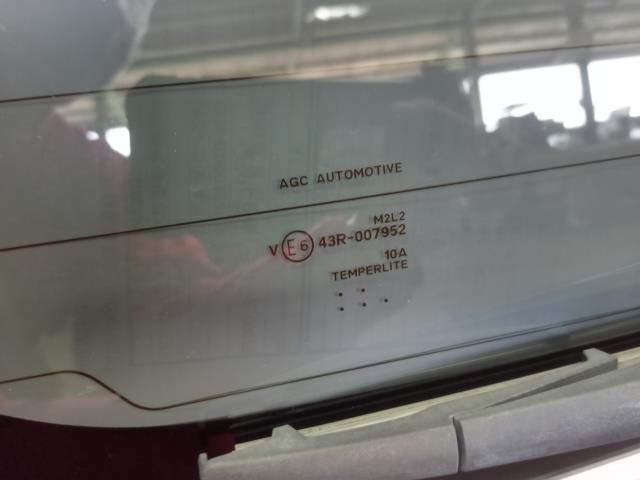 AGC AUTOMOTIVE
M2L2
V E6 43R-007952
10A
TEMPERLITE